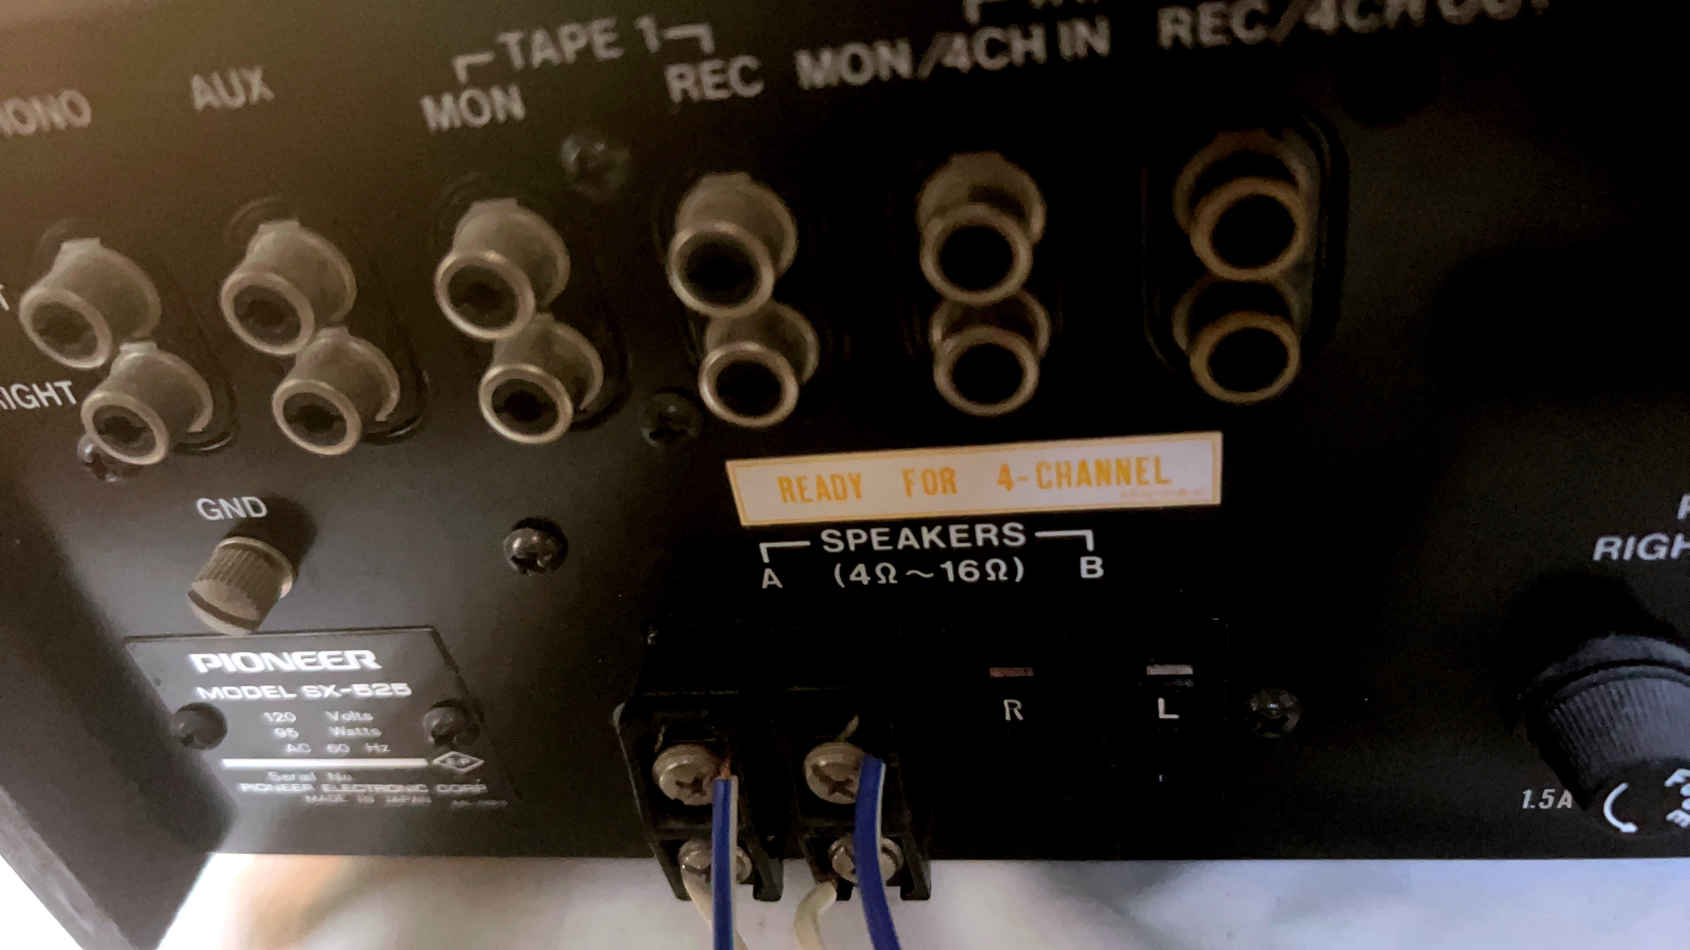 TAPE 1
AUX
MON
REC
MON/4CH IN
REC/4CH OUT
RIGHT
READY FOR 4-CHANNEL
GND
SPEAKERS
A (4Ω~16Ω) B
R L
PIONEER
MODEL SX-525
120 Volts
95 Watts
AC 60 Hz
Serial No.
PIONEER ELECTRONIC CORP
MADE IN JAPAN
1.5A